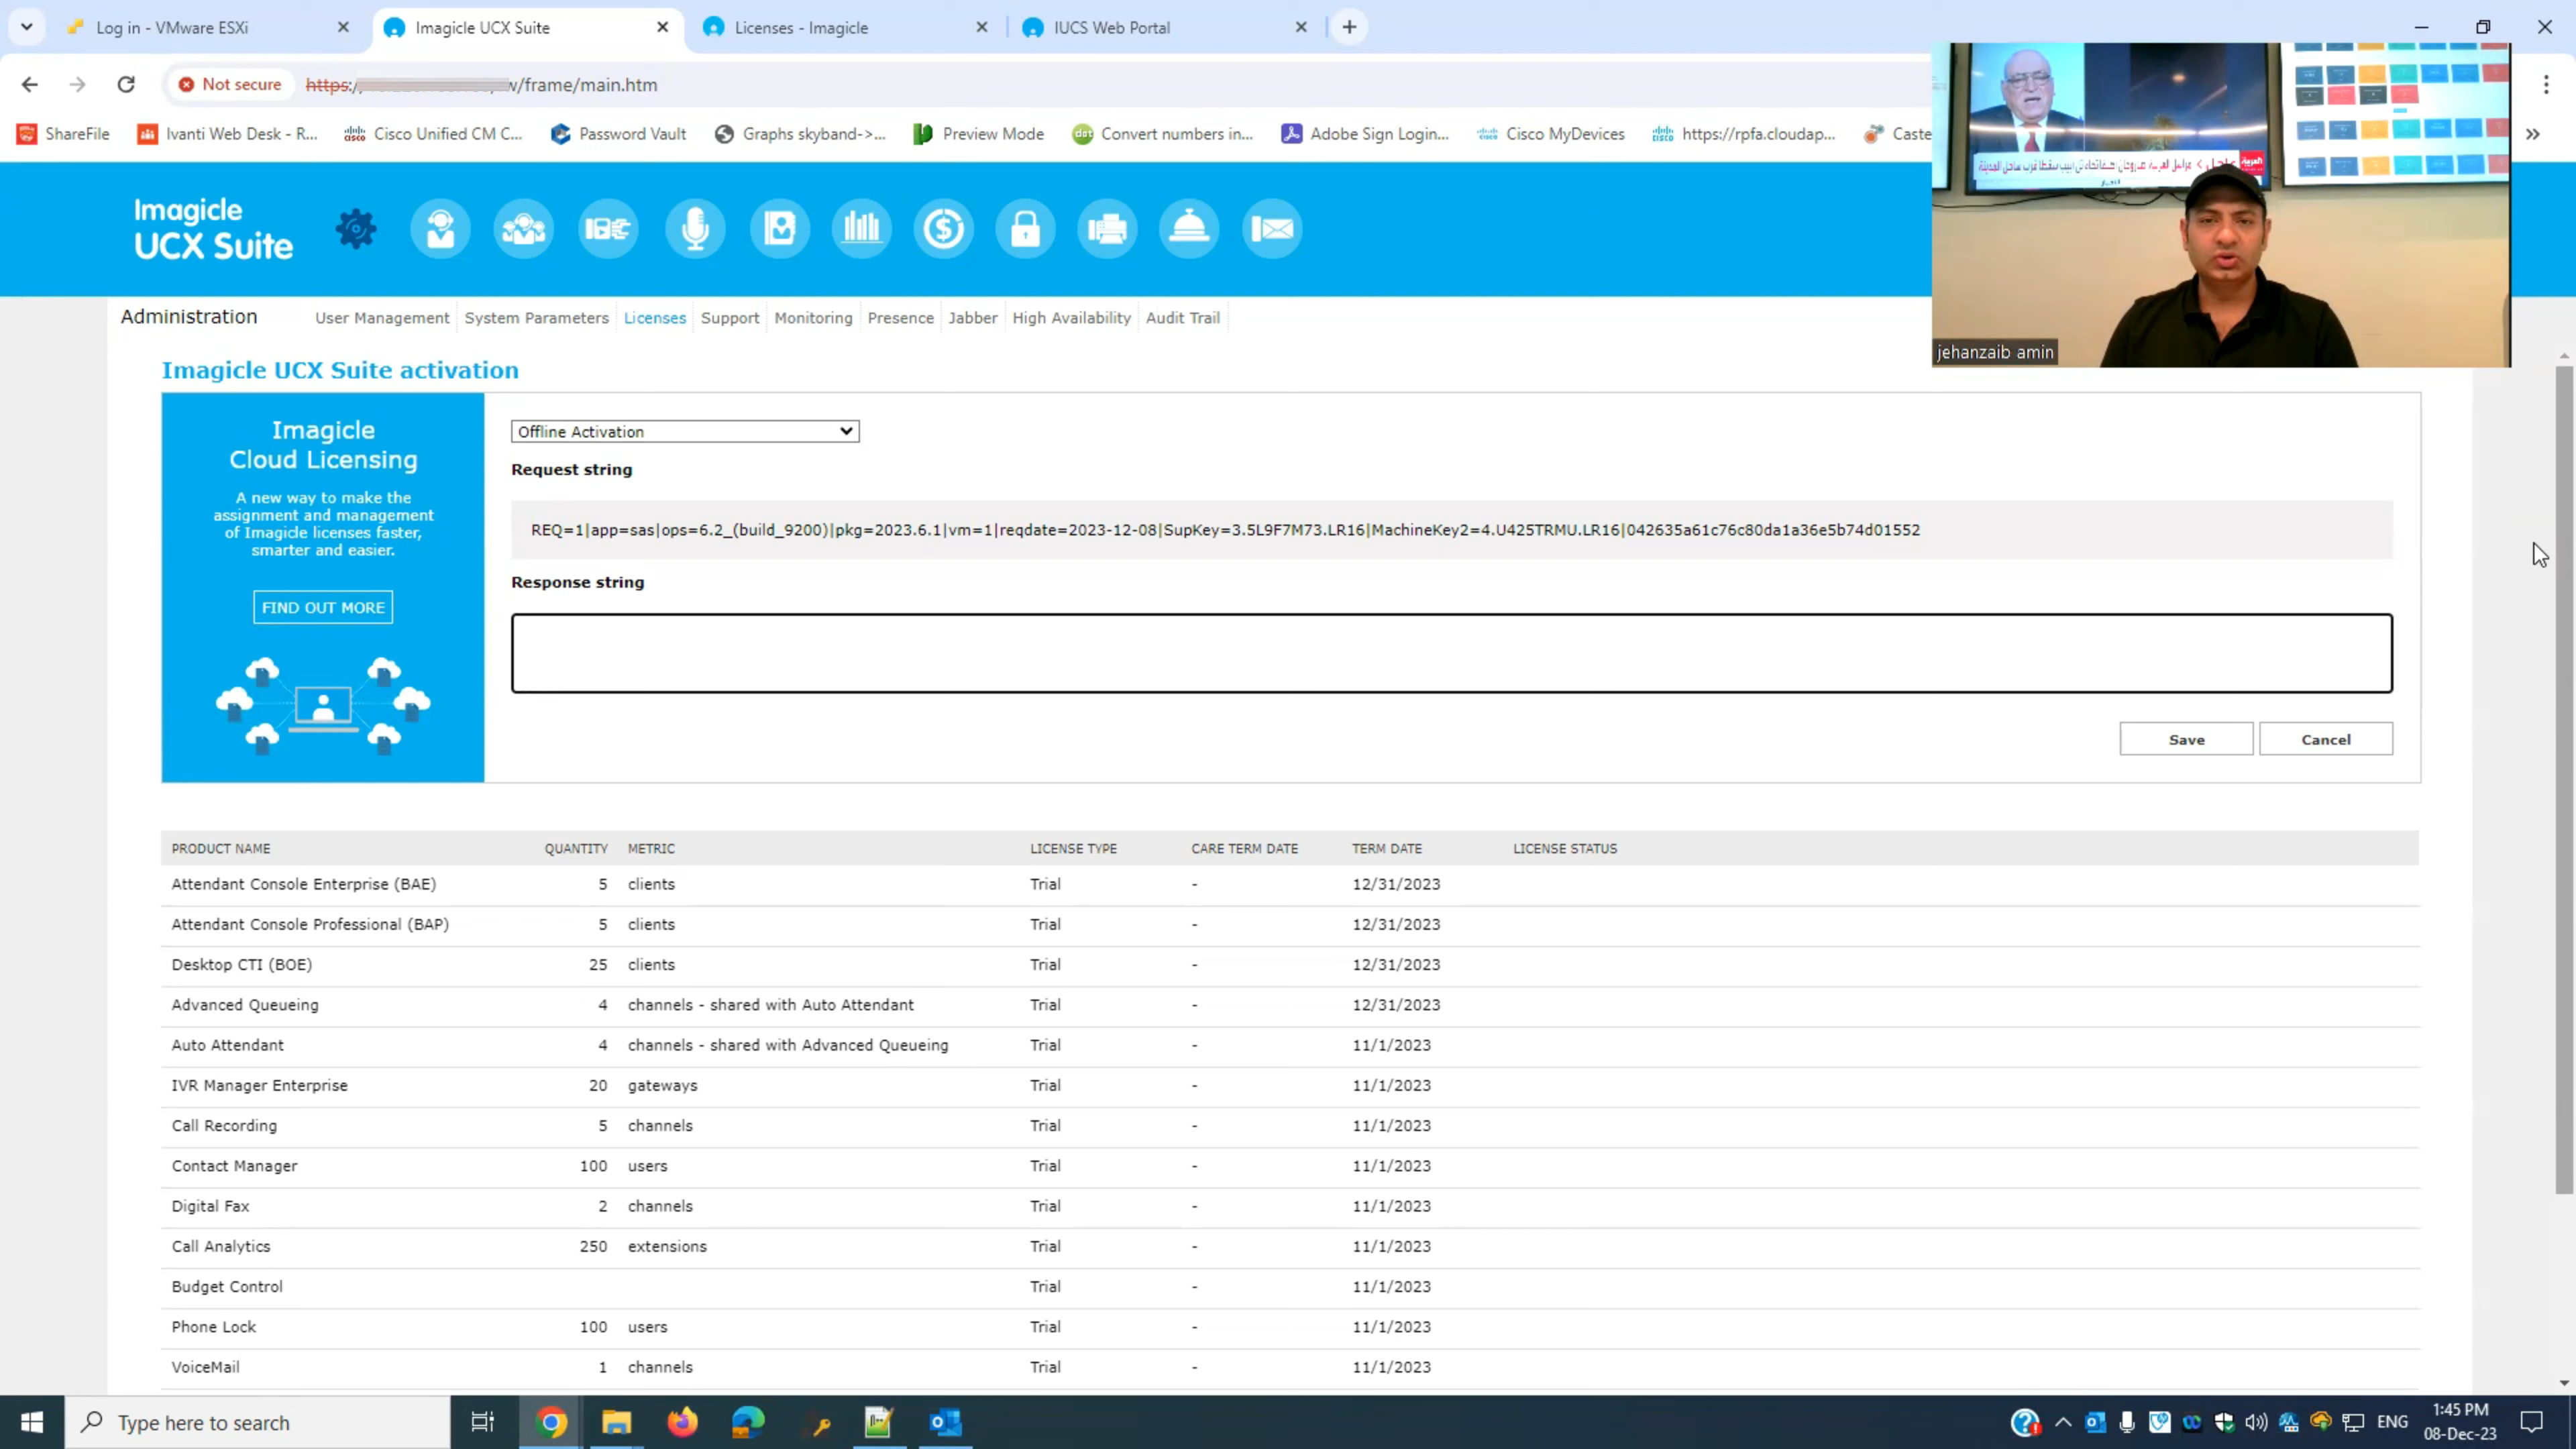 Log in - VMware ESXi
Imagicle UCX Suite
Licenses - Imagicle
IUCS Web Portal
Not secure
https:/
w/frame/main.htm
ShareFile
Ivanti Web Desk - R...
Cisco Unified CM C...
Password Vault
Graphs skyband->...
Preview Mode
Convert numbers in...
Adobe Sign Login...
Cisco MyDevices
https://rpfa.cloudap...
Caste
jehanzaib amin
Imagicle
UCX Suite
Administration
User Management
System Parameters
Licenses
Support
Monitoring
Presence
Jabber
High Availability
Audit Trail
Imagicle UCX Suite activation
Imagicle
Cloud Licensing
A new way to make the
assignment and management
of Imagicle licenses faster,
smarter and easier.
FIND OUT MORE
Offline Activation
Request string
REQ=1|app=sas|ops=6.2_(build_9200)|pkg=2023.6.1|vm=1|reqdate=2023-12-08|SupKey=3.5L9F7M73.LR16|MachineKey2=4.U425TRMU.LR16|042635a61c76c80da1a36e5b74d01552
Response string
Save
Cancel
PRODUCT NAME QUANTITY METRIC LICENSE TYPE CARE TERM DATE TERM DATE LICENSE STATUS
Attendant Console Enterprise (BAE) 5 clients Trial - 12/31/2023
Attendant Console Professional (BAP) 5 clients Trial - 12/31/2023
Desktop CTI (BOE) 25 clients Trial - 12/31/2023
Advanced Queueing 4 channels - shared with Auto Attendant Trial - 12/31/2023
Auto Attendant 4 channels - shared with Advanced Queueing Trial - 11/1/2023
IVR Manager Enterprise 20 gateways Trial - 11/1/2023
Call Recording 5 channels Trial - 11/1/2023
Contact Manager 100 users Trial - 11/1/2023
Digital Fax 2 channels Trial - 11/1/2023
Call Analytics 250 extensions Trial - 11/1/2023
Budget Control Trial - 11/1/2023
Phone Lock 100 users Trial - 11/1/2023
VoiceMail 1 channels Trial - 11/1/2023
Type here to search
ENG
1:45 PM
08-Dec-23